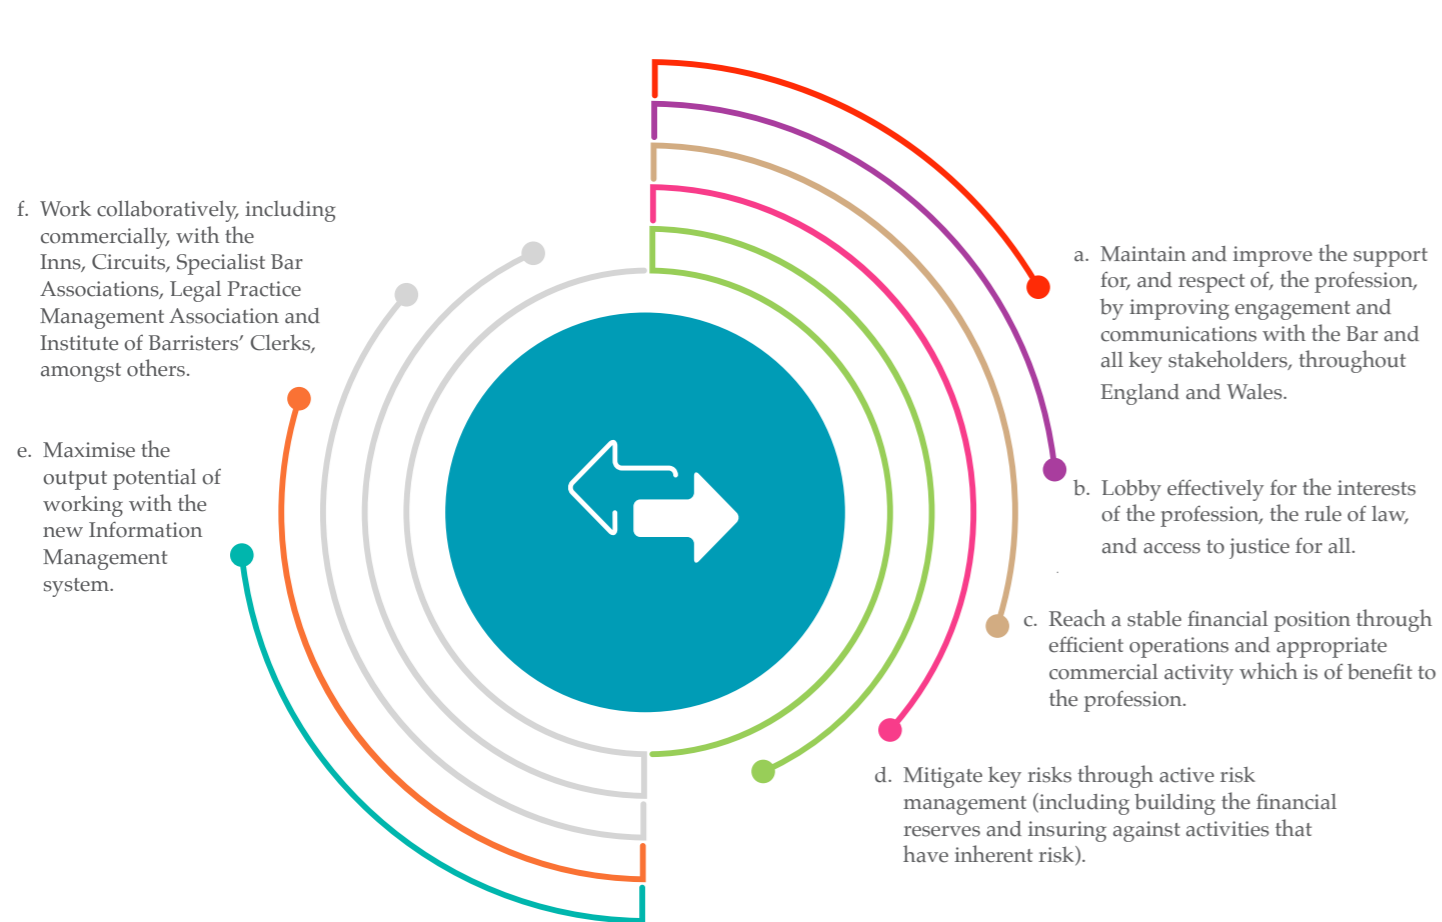 a. Maintain and improve the support
for, and respect of, the profession,
by improving engagement and
communications with the Bar and
all key stakeholders, throughout
England and Wales.
b. Lobby effectively for the interests
of the profession, the rule of law,
and access to justice for all.
.
c. Reach a stable financial position through
efficient operations and appropriate
commercial activity which is of benefit to
the profession.
d. Mitigate key risks through active risk
management (including building the financial
reserves and insuring against activities that
have inherent risk).
e. Maximise the
output potential of
working with the
new Information
Management
system.
f. Work collaboratively, including
commercially, with the
Inns, Circuits, Specialist Bar
Associations, Legal Practice
Management Association and
Institute of Barristers’ Clerks,
amongst others.